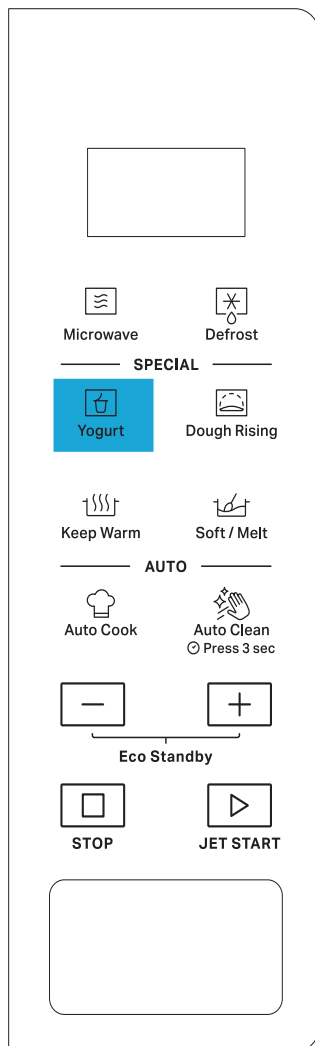 Microwave Defrost
SPECIAL
Yogurt Dough Rising
Keep Warm Soft / Melt
AUTO
Auto Cook Auto Clean
Press 3 sec
Eco Standby
STOP JET START